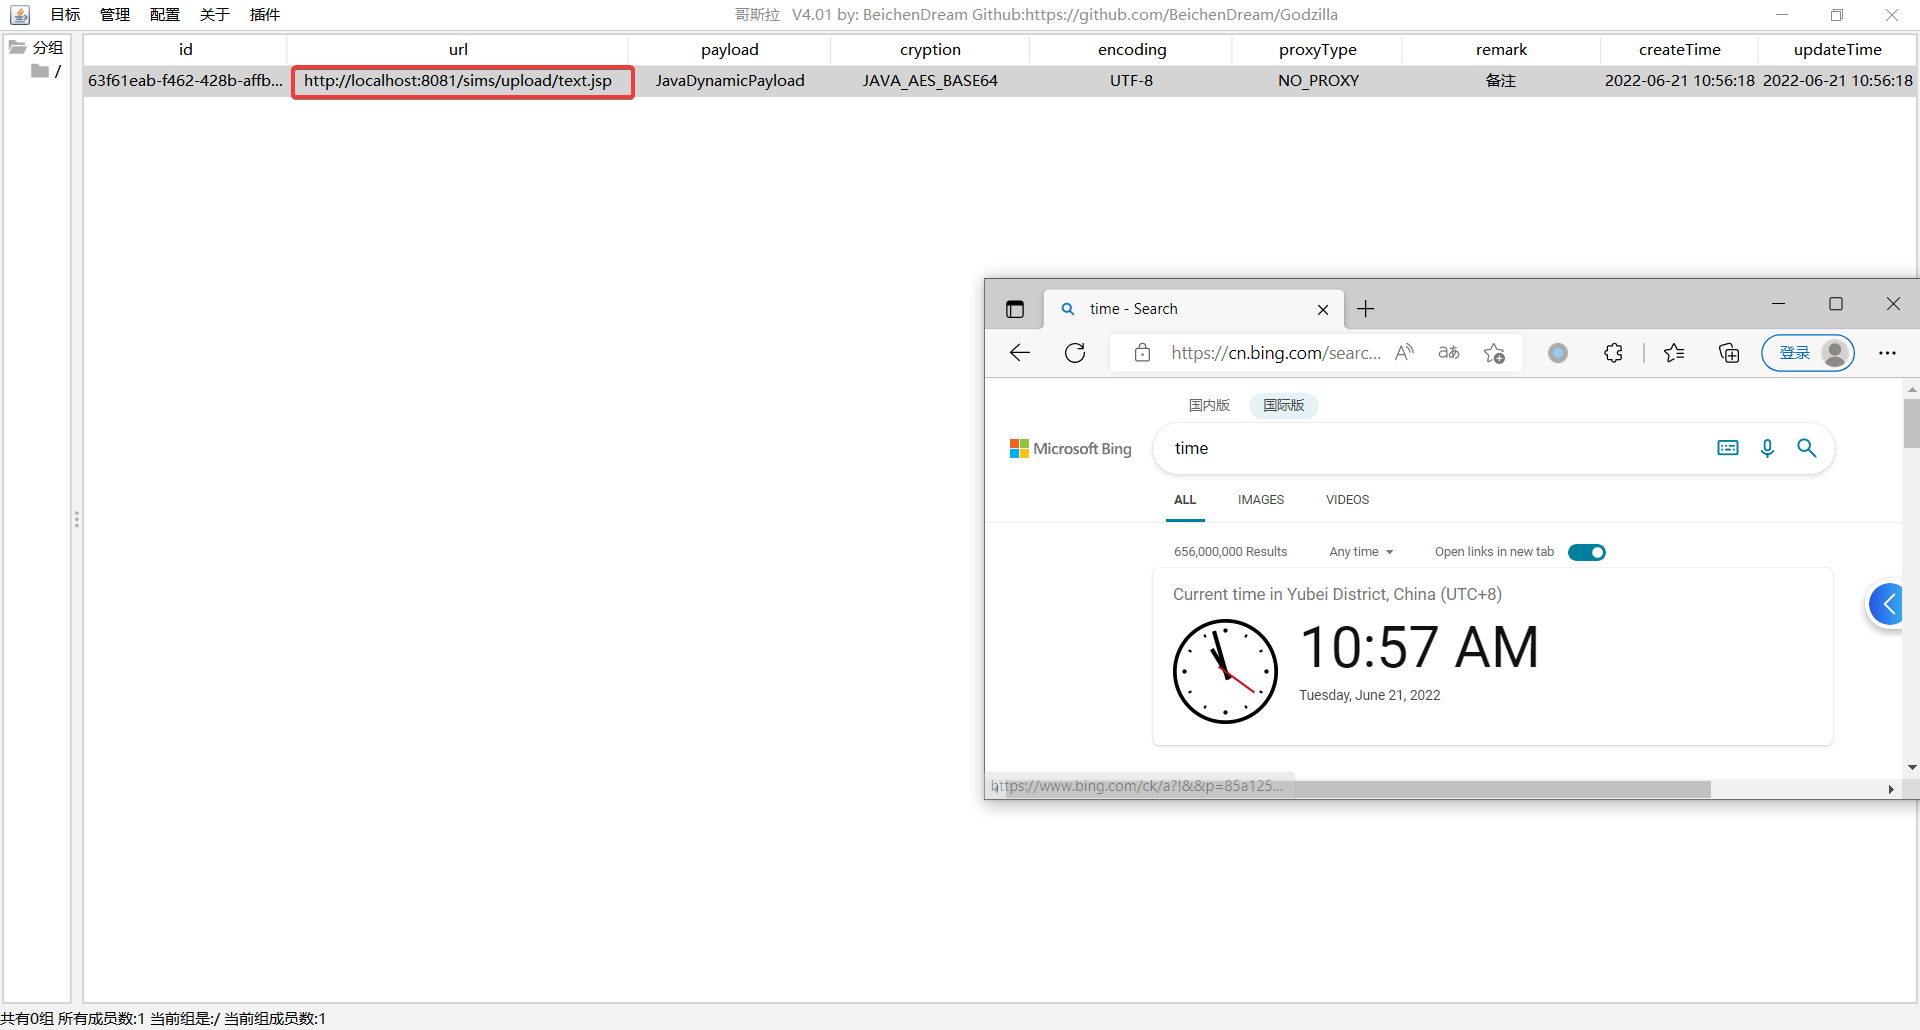 目标 管理 配置 关于 插件 哥斯拉 V4.01 by: BeichenDream Github:https://github.com/BeichenDream/Godzilla
分组
/
id url payload cryption encoding proxyType remark createTime updateTime
63f61eab-f462-428b-affb... http://localhost:8081/sims/upload/text.jsp JavaDynamicPayload JAVA_AES_BASE64 UTF-8 NO_PROXY 备注 2022-06-21 10:56:18 2022-06-21 10:56:18
time - Search
https://cn.bing.com/searc... 登录
国内版 国际版
Microsoft Bing time
ALL IMAGES VIDEOS
656,000,000 Results Any time Open links in new tab
Current time in Yubei District, China (UTC+8)
10:57 AM
Tuesday, June 21, 2022
https://www.bing.com/ck/a?!&&p=85a125...
共有0组 所有成员数:1 当前组是:/ 当前组成员数:1